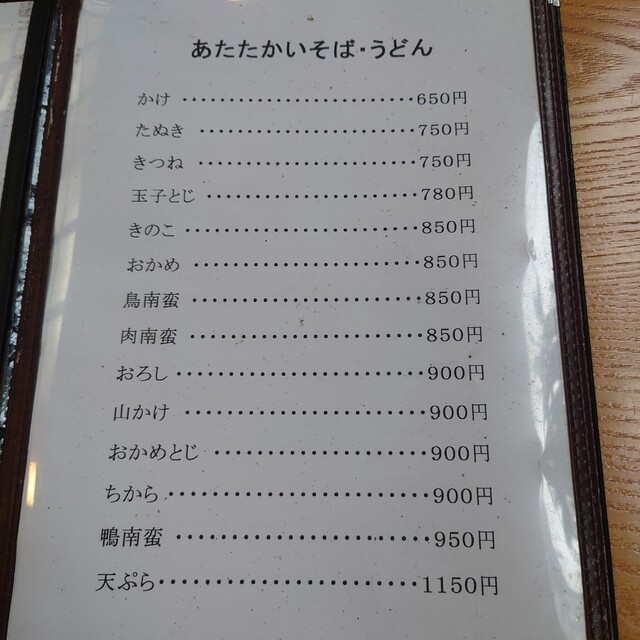 あたたかいそば・うどん
かけ ・・・・・・・・・・・・・・・・・・・・・・・・・650円
たぬき ・・・・・・・・・・・・・・・・・・・・・・・750円
きつね ・・・・・・・・・・・・・・・・・・・・・・・750円
玉子とじ ・・・・・・・・・・・・・・・・・・・・・780円
きのこ ・・・・・・・・・・・・・・・・・・・・・・・850円
おかめ ・・・・・・・・・・・・・・・・・・・・・・・850円
鳥南蛮 ・・・・・・・・・・・・・・・・・・・・・・・850円
肉南蛮 ・・・・・・・・・・・・・・・・・・・・・・・850円
おろし ・・・・・・・・・・・・・・・・・・・・・・・900円
山かけ ・・・・・・・・・・・・・・・・・・・・・・・900円
おかめとじ ・・・・・・・・・・・・・・・・・・・900円
ちから・・・・・・・・・・・・・・・・・・・・・・・・900円
鴨南蛮 ・・・・・・・・・・・・・・・・・・・・・・・950円
天ぷら・・・・・・・・・・・・・・・・・・・・・・・1150円